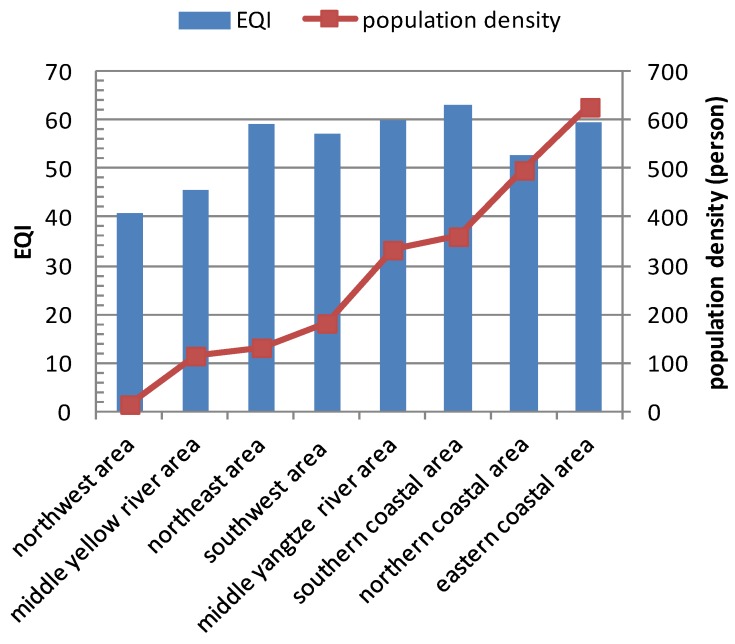 EQI population density
70
60
50
40
30
20
10
0
EQI
700
600
500
400
300
200
100
0
population density (person)
northwest area
middle yellow river area
northeast area
southwest area
middle yangtze river area
southern coastal area
northern coastal area
eastern coastal area